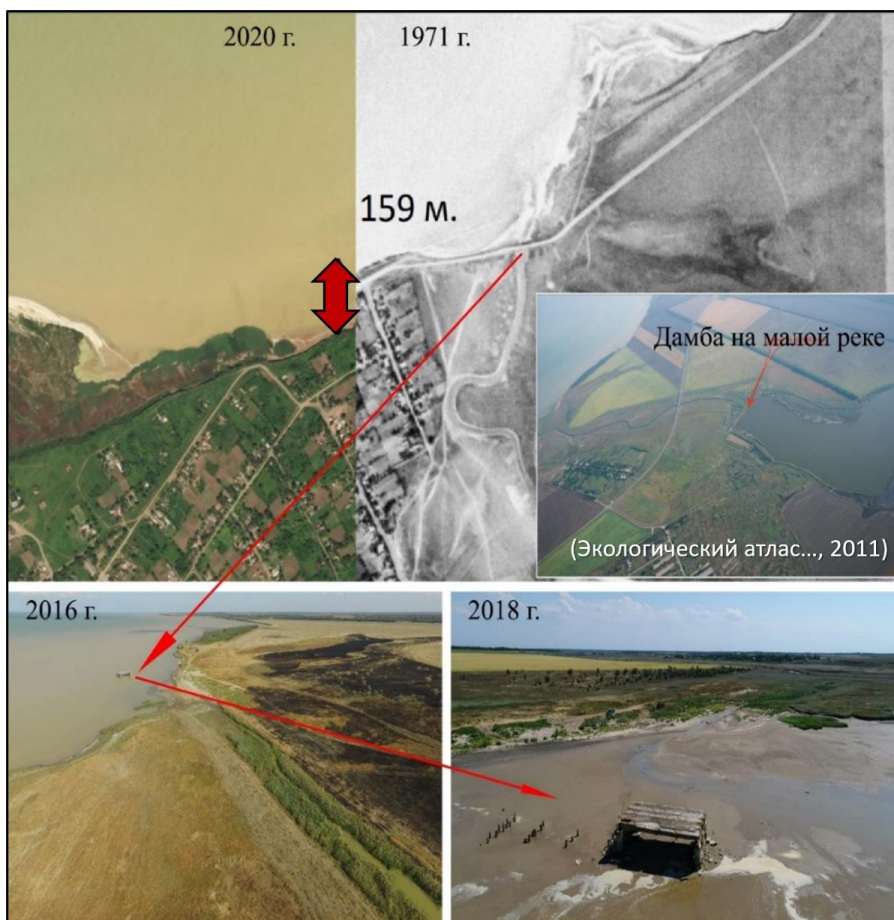 2020 г.
1971 г.
159 м.
Дамба на малой реке
(Экологический атлас..., 2011)
2016 г.
2018 г.